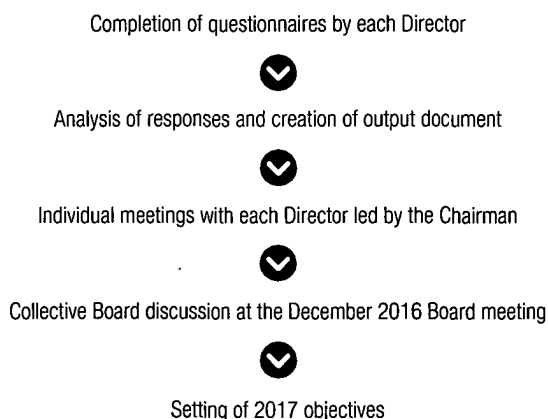 Completion of questionnaires by each Director
Analysis of responses and creation of output document
Individual meetings with each Director led by the Chairman
Collective Board discussion at the December 2016 Board meeting
Setting of 2017 objectives